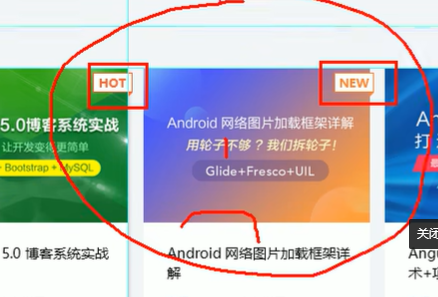 HOT
5.0博客系统实战
让开发变得更简单
+ Bootstrap + MySQL
5.0 博客系统实战
NEW
Android 网络图片加载框架详解
用轮子不够？我们拆轮子！
Glide+Fresco+UIL
Android 网络图片加载框架详
解
A
打
关闭
Angu
术+项